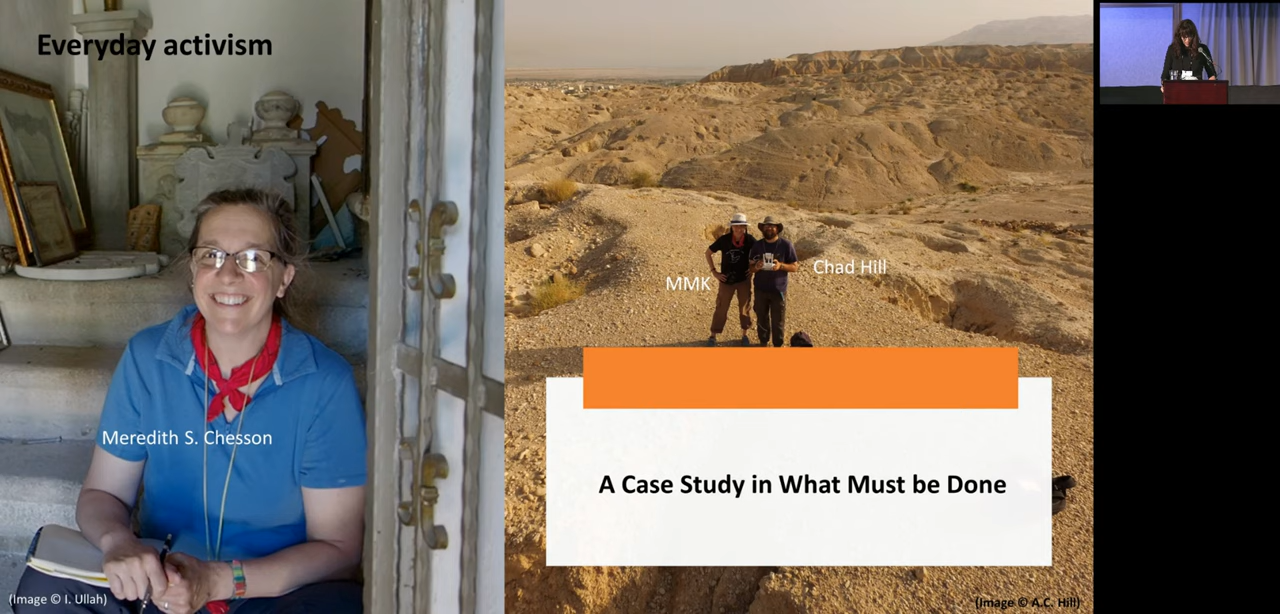 Everyday activism
Meredith S. Chesson
(Image © I. Ullah)
MMK
Chad Hill
A Case Study in What Must be Done
(Image © A.C. Hill)